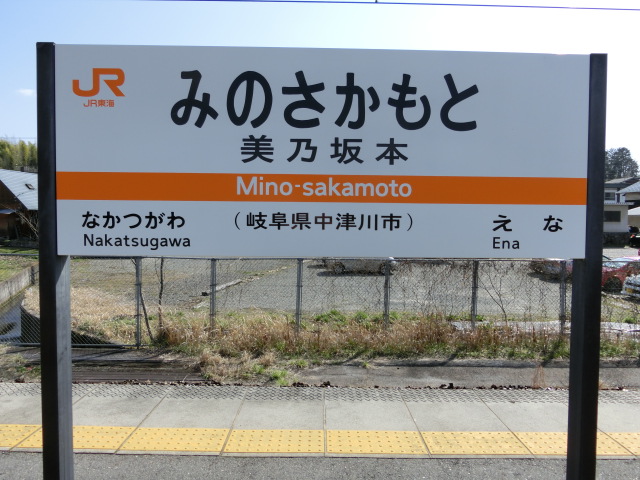 JR
JR東海
みのさかもと
美乃坂本
Mino-sakamoto
なかつがわ
Nakatsugawa
（岐阜県中津川市）
えな
Ena